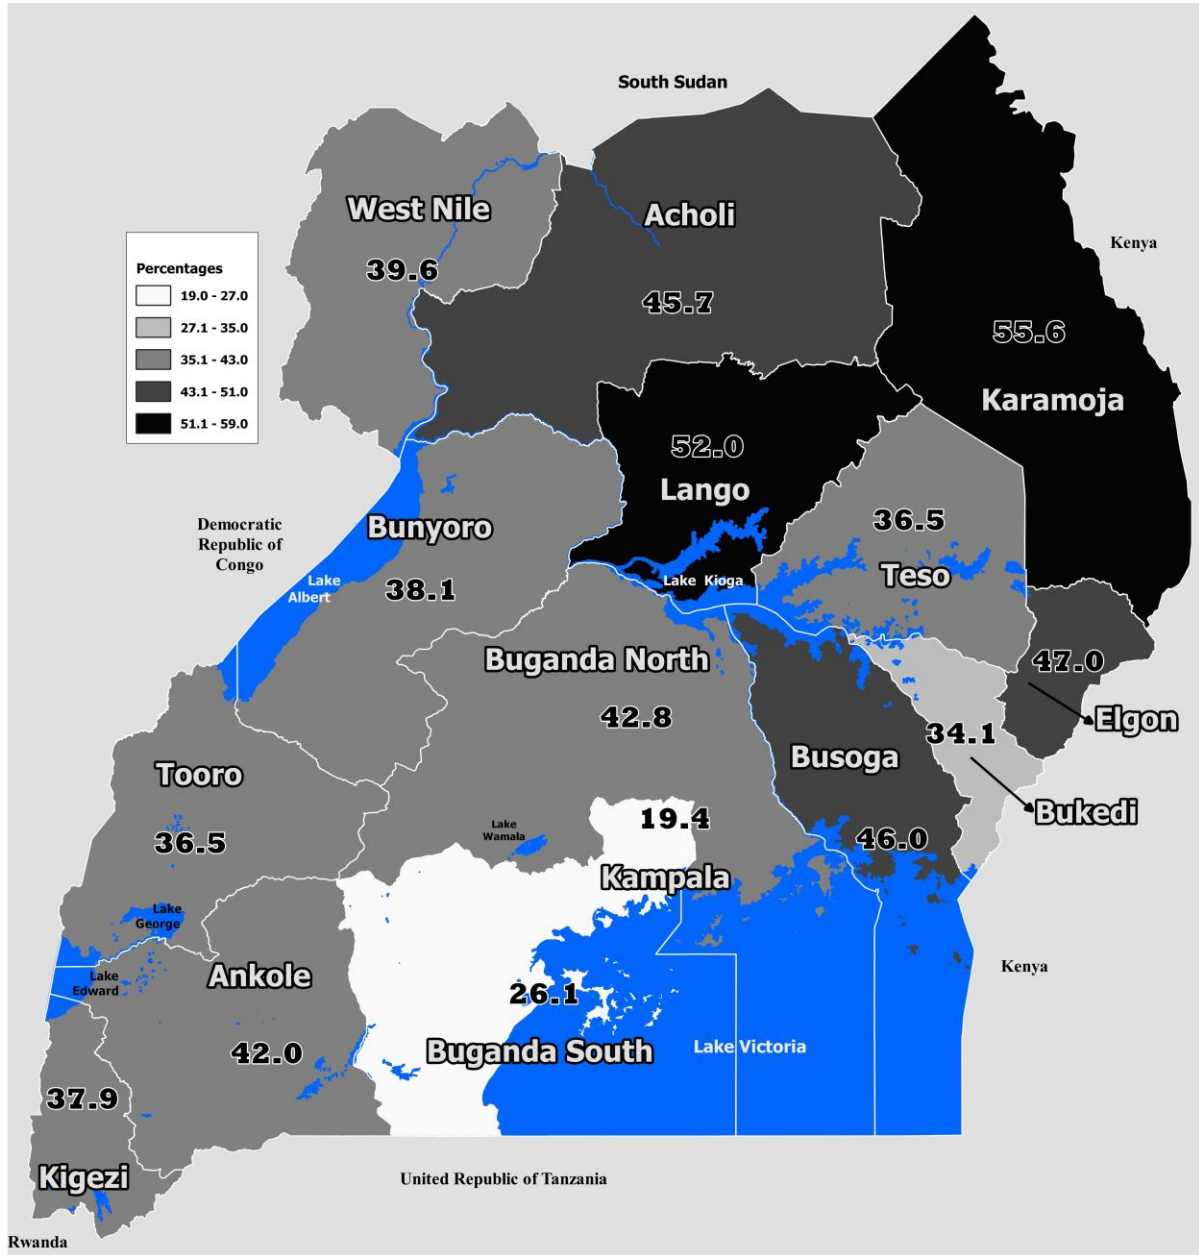 South Sudan
West Nile
Acholi
Kenya
39.6
45.7
Percentages
19.0 - 27.0
27.1 - 35.0
35.1 - 43.0
43.1 - 51.0
51.1 - 59.0
55.6
Karamoja
52.0
Lango
Democratic
Republic of
Congo
Bunyoro
36.5
Teso
Lake
Albert
38.1
Lake Kioga
Buganda North
42.8
47.0
Elgon
34.1
Bukedi
Busoga
46.0
Tooro
36.5
Lake
Wamala
19.4
Kampala
Lake
George
Lake
Edward
Ankole
42.0
26.1
Buganda South
Lake Victoria
Kenya
37.9
Kigezi
United Republic of Tanzania
Rwanda